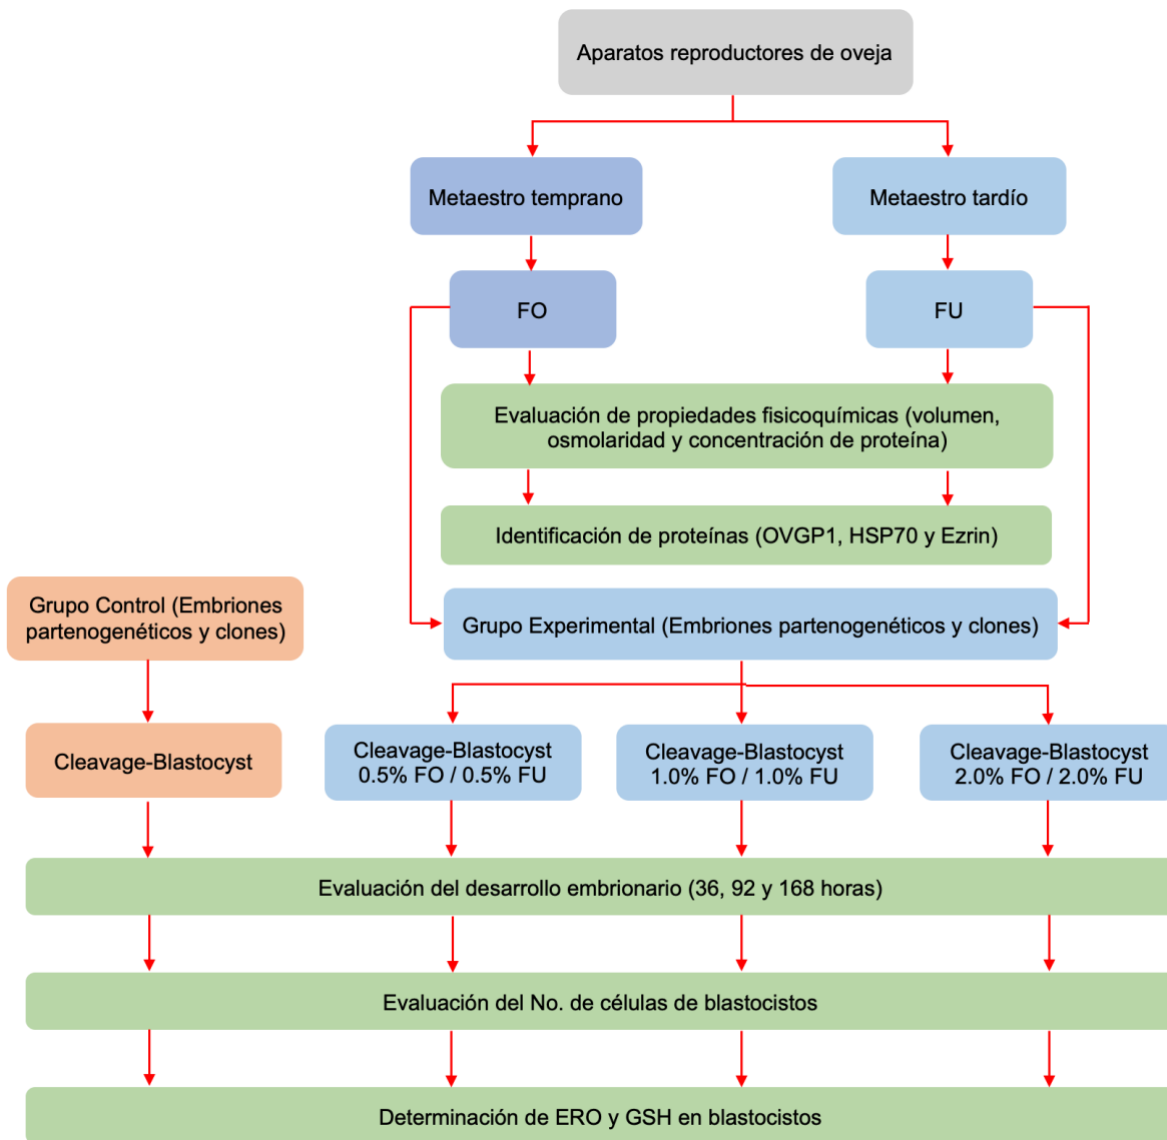 Aparatos reproductores de oveja
Metaestro temprano
Metaestro tardío
FO
FU
Evaluación de propiedades fisicoquímicas (volumen,
osmolaridad y concentración de proteína)
Identificación de proteínas (OVGP1, HSP70 y Ezrin)
Grupo Control (Embriones
partenogenéticos y clones)
Grupo Experimental (Embriones partenogenéticos y clones)
Cleavage-Blastocyst
Cleavage-Blastocyst
0.5% FO / 0.5% FU
Cleavage-Blastocyst
1.0% FO / 1.0% FU
Cleavage-Blastocyst
2.0% FO / 2.0% FU
Evaluación del desarrollo embrionario (36, 92 y 168 horas)
Evaluación del No. de células de blastocistos
Determinación de ERO y GSH en blastocistos